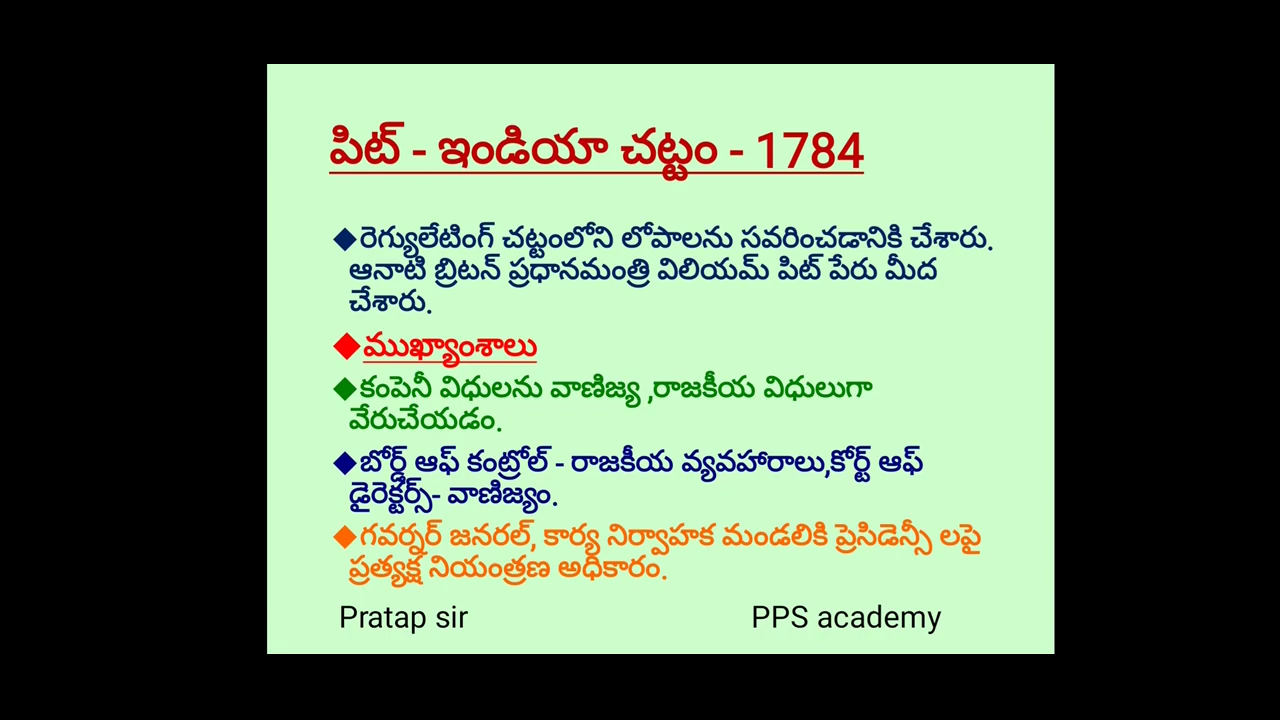 పిట్ - ఇండియా చట్టం - 1784
◆రెగ్యులేటింగ్ చట్టంలోని లోపాలను సవరించడానికి చేశారు.
ఆనాటి బ్రిటన్ ప్రధానమంత్రి విలియమ్ పిట్ పేరు మీద
చేశారు.
◆ముఖ్యాంశాలు
◆కంపెనీ విధులను వాణిజ్య ,రాజకీయ విధులుగా
వేరుచేయడం.
◆బోర్డ్ ఆఫ్ కంట్రోల్ - రాజకీయ వ్యవహారాలు,కోర్ట్ ఆఫ్
డైరెక్టర్స్- వాణిజ్యం.
◆గవర్నర్ జనరల్, కార్య నిర్వాహక మండలికి ప్రెసిడెన్సీ లపై
ప్రత్యక్ష నియంత్రణ అధికారం.
Pratap sir PPS academy